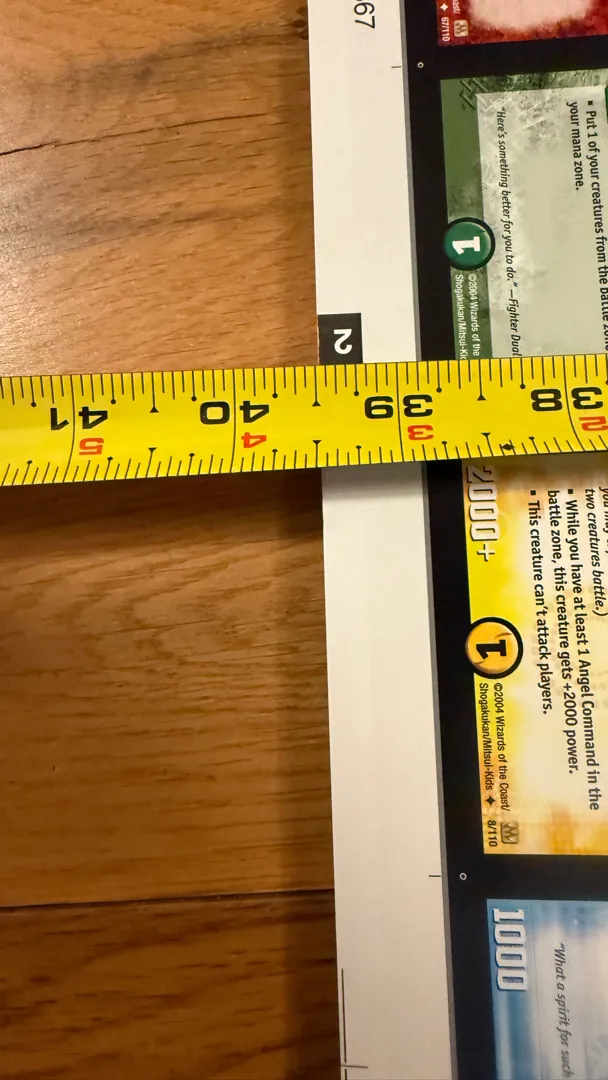 67
✦ 67/110
▪ Put 1 of your creatures from the battle
your mana zone.
"Here's something better for you to do." —Fighter Dual
1
©2004 Wizards of the
Shogakukan/Mitsui-Kid
2
38
2
39
3
40
4
41
5
two creatures battle.)
▪ While you have at least 1 Angel Command in the
battle zone, this creature gets +2000 power.
▪ This creature can't attack players.
2000+
1
©2004 Wizards of the Coast/
Shogakukan/Mitsui-Kids ✦ 8/110
1000
"What a spirit for such